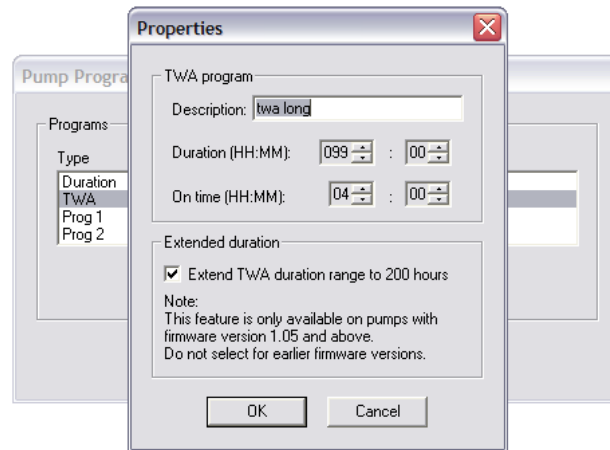 Properties
Pump Progra
TWA program
Description: twa long
Programs
Duration (HH:MM): 099 : 00
Type
Duration
On time (HH:MM): 04 : 00
TWA
Prog 1
Prog 2
Extended duration
Extend TWA duration range to 200 hours
Note:
This feature is only available on pumps with
firmware version 1.05 and above.
Do not select for earlier firmware versions.
OK Cancel